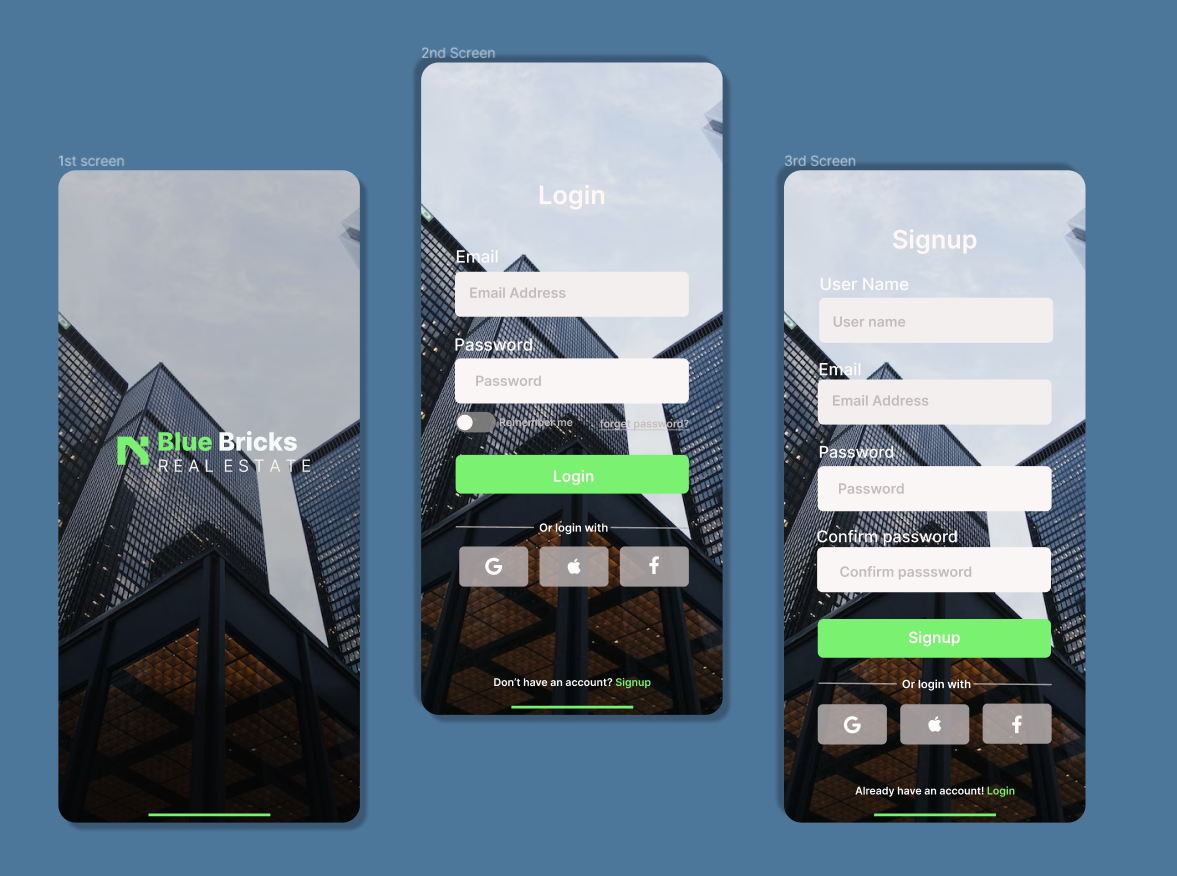 1st screen
Blue Bricks
REAL ESTATE
2nd Screen
Login
Email
Email Address
Password
Password
Remember me
forget password?
Login
Or login with
G
f
Don't have an account? Signup
3rd Screen
Signup
User Name
User name
Email
Email Address
Password
Password
Confirm password
Confirm passsword
Signup
Or login with
G
f
Already have an account! Login